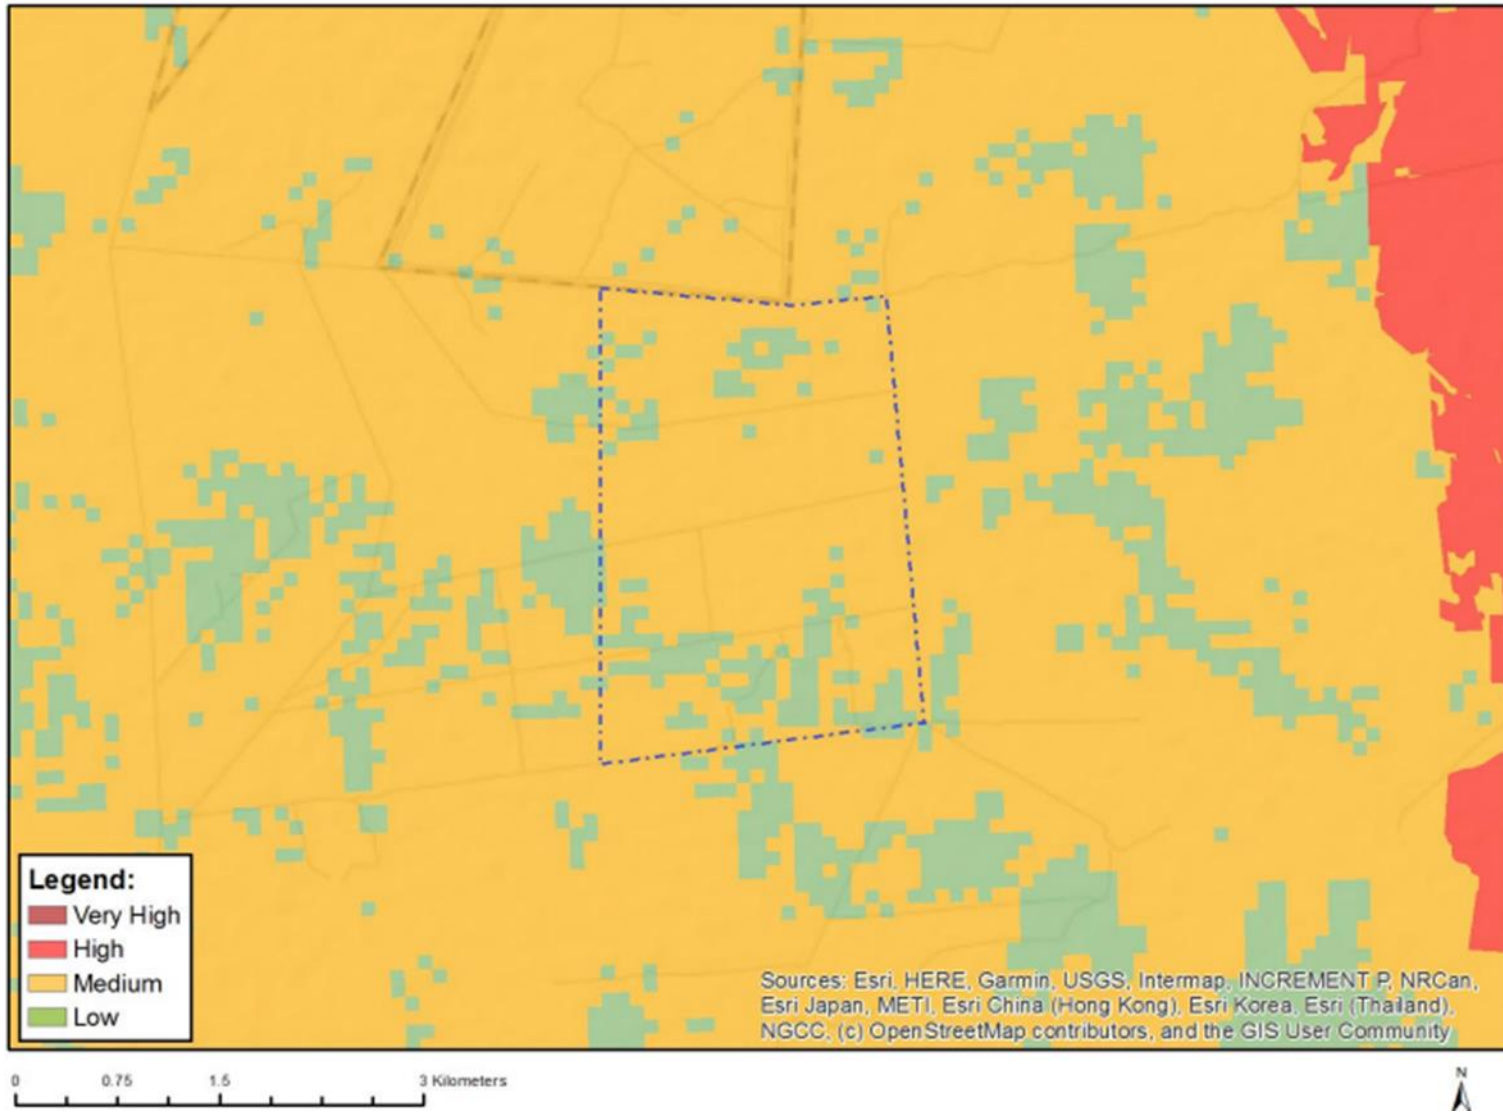 Legend:
Very High
High
Medium
Low
Sources: Esri, HERE, Garmin, USGS, Intermap, INCREMENT P, NRCan,
Esri Japan, METI, Esri China (Hong Kong), Esri Korea, Esri (Thailand),
NGCC, (c) OpenStreetMap contributors, and the GIS User Community
0 0.75 1.5 3 Kilometers
N